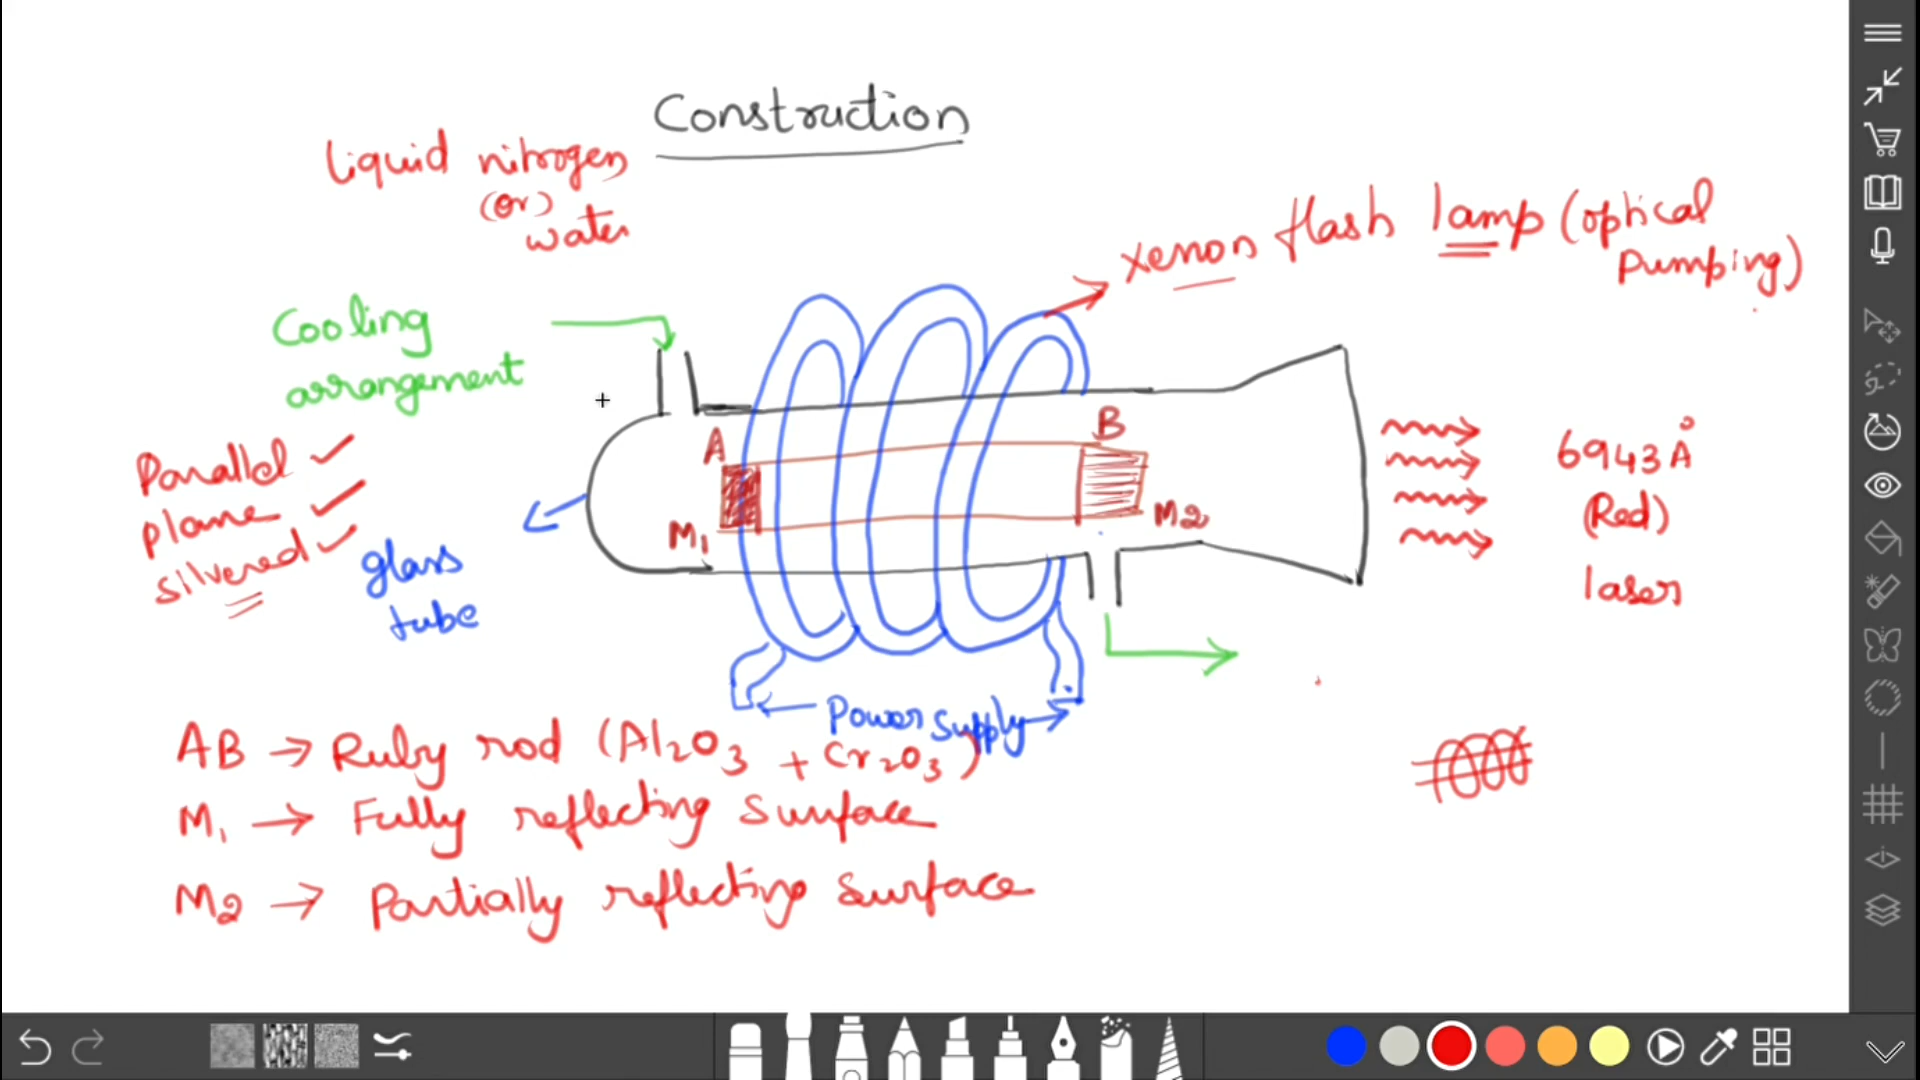 Construction
liquid nitrogen
(or)
water
xenon flash lamp (optical
pumping)
Cooling
arrangement
Parallel
plane
silvered
glass
tube
A
B
M1
M2
6943Å
(Red)
laser
Power supply
AB → Ruby rod (Al2O3 + Cr2O3)
M1 → Fully reflecting surface
M2 → Partially reflecting surface